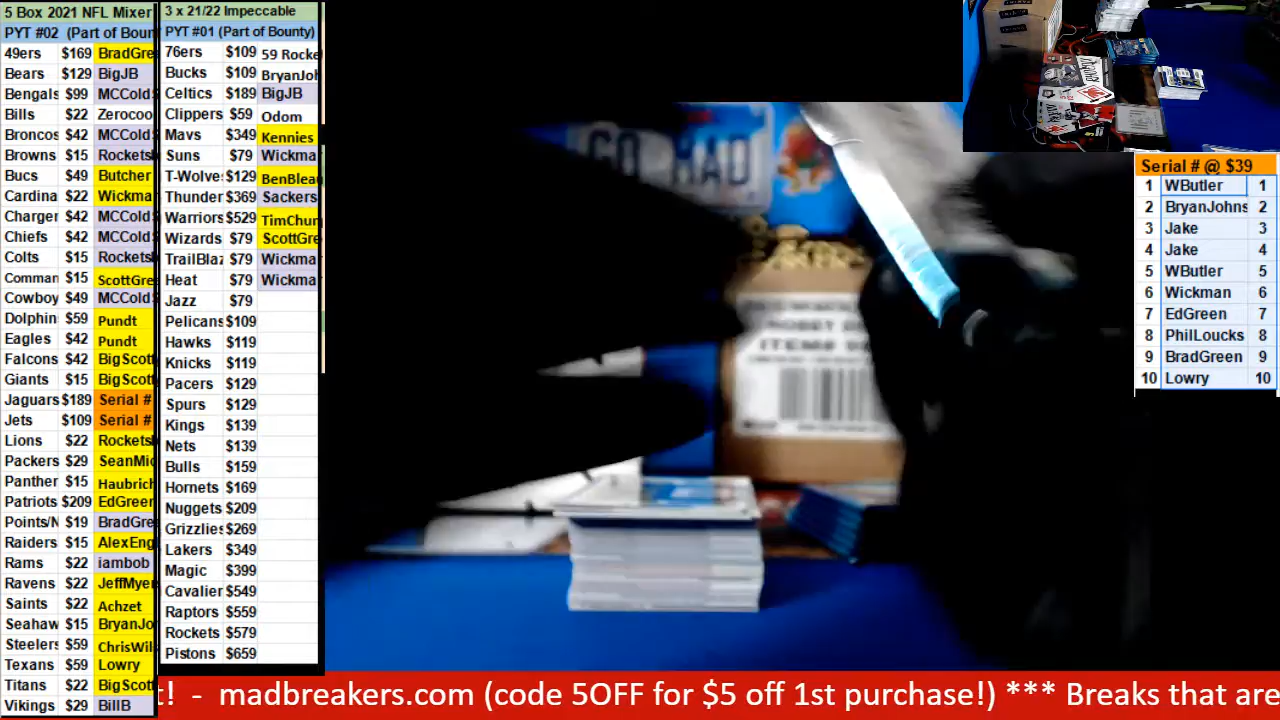 5 Box 2021 NFL Mixer
PYT #02 (Part of Boun
49ers $169 BradGre
Bears $129 BigJB
Bengals $99 MCCold
Bills $22 Zerocoo
Broncos $42 MCCold
Browns $15 Rocketsh
Bucs $49 Butcher
Cardina $22 Wickma
Charger $42 MCCold
Chiefs $42 MCCold
Colts $15 Rocketsh
Comman $15 ScottGre
Cowboy $49 MCCold
Dolphin $59 Pundt
Eagles $42 Pundt
Falcons $42 BigScott
Giants $15 BigScott
Jaguars $189 Serial #
Jets $109 Serial #
Lions $22 Rocketsh
Packers $29 SeanMic
Panther $15 Haubrich
Patriots $209 EdGreen
Points/N $19 BradGre
Raiders $15 AlexEng
Rams $22 iambob
Ravens $22 JeffMyer
Saints $22 Achzet
Seahaw $15 BryanJo
Steelers $59 ChrisWil
Texans $59 Lowry
Titans $22 BigScott
Vikings $29 BillB
3 x 21/22 Impeccable
PYT #01 (Part of Bounty)
76ers $109 59 Rocke
Bucks $109 BryanJoh
Celtics $189 BigJB
Clippers $59 Odom
Mavs $349 Kennies
Suns $79 Wickma
T-Wolves $129 BenBleau
Thunder $369 Sackers
Warriors $529 TimChun
Wizards $79 ScottGre
TrailBlaz $79 Wickma
Heat $79 Wickma
Jazz $79
Pelicans $109
Hawks $119
Knicks $119
Pacers $129
Spurs $129
Kings $139
Nets $139
Bulls $159
Hornets $169
Nuggets $209
Grizzlies $269
Lakers $349
Magic $399
Cavalier $549
Raptors $559
Rockets $579
Pistons $659
GO MAD
Serial # @ $39
1 WButler 1
2 BryanJohns 2
3 Jake 3
4 Jake 4
5 WButler 5
6 Wickman 6
7 EdGreen 7
8 PhilLoucks 8
9 BradGreen 9
10 Lowry 10
t! - madbreakers.com (code 5OFF for $5 off 1st purchase!) *** Breaks that are